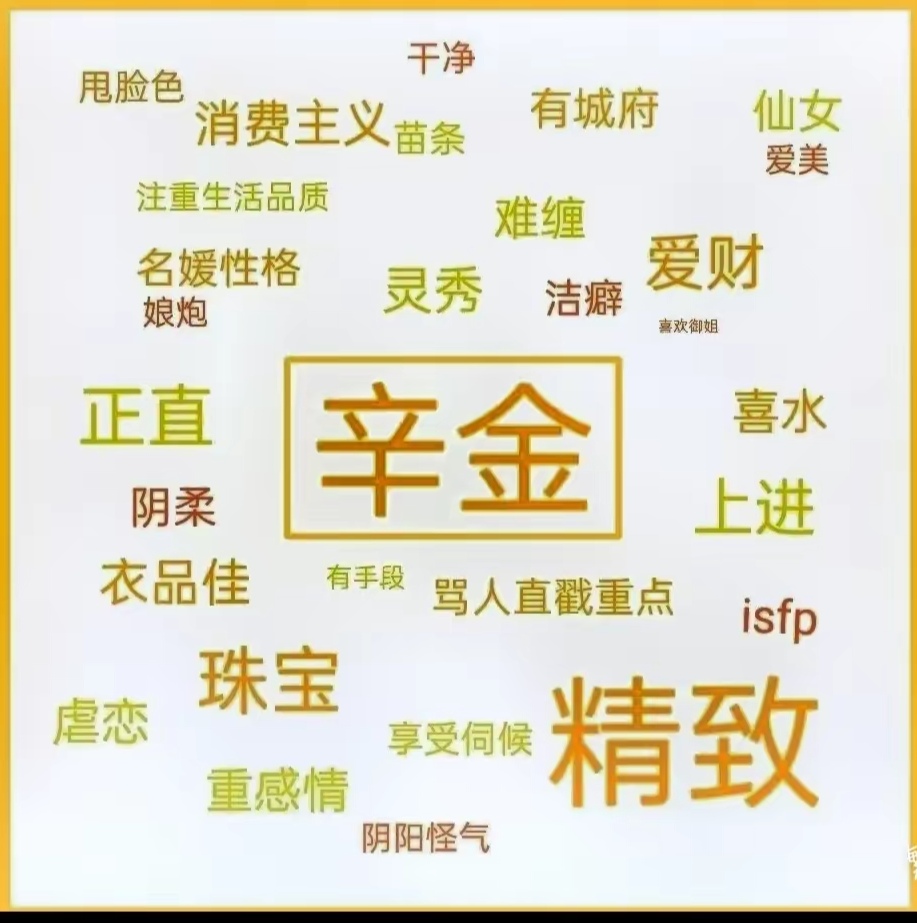 干净
甩脸色
消费主义
苗条
有城府
仙女
爱美
注重生活品质
难缠
名媛性格
娘炮
灵秀
洁癖
爱财
喜欢御姐
正直
辛金
喜水
阴柔
上进
衣品佳
有手段
骂人直戳重点
isfp
珠宝
精致
虐恋
享受伺候
重感情
阴阳怪气